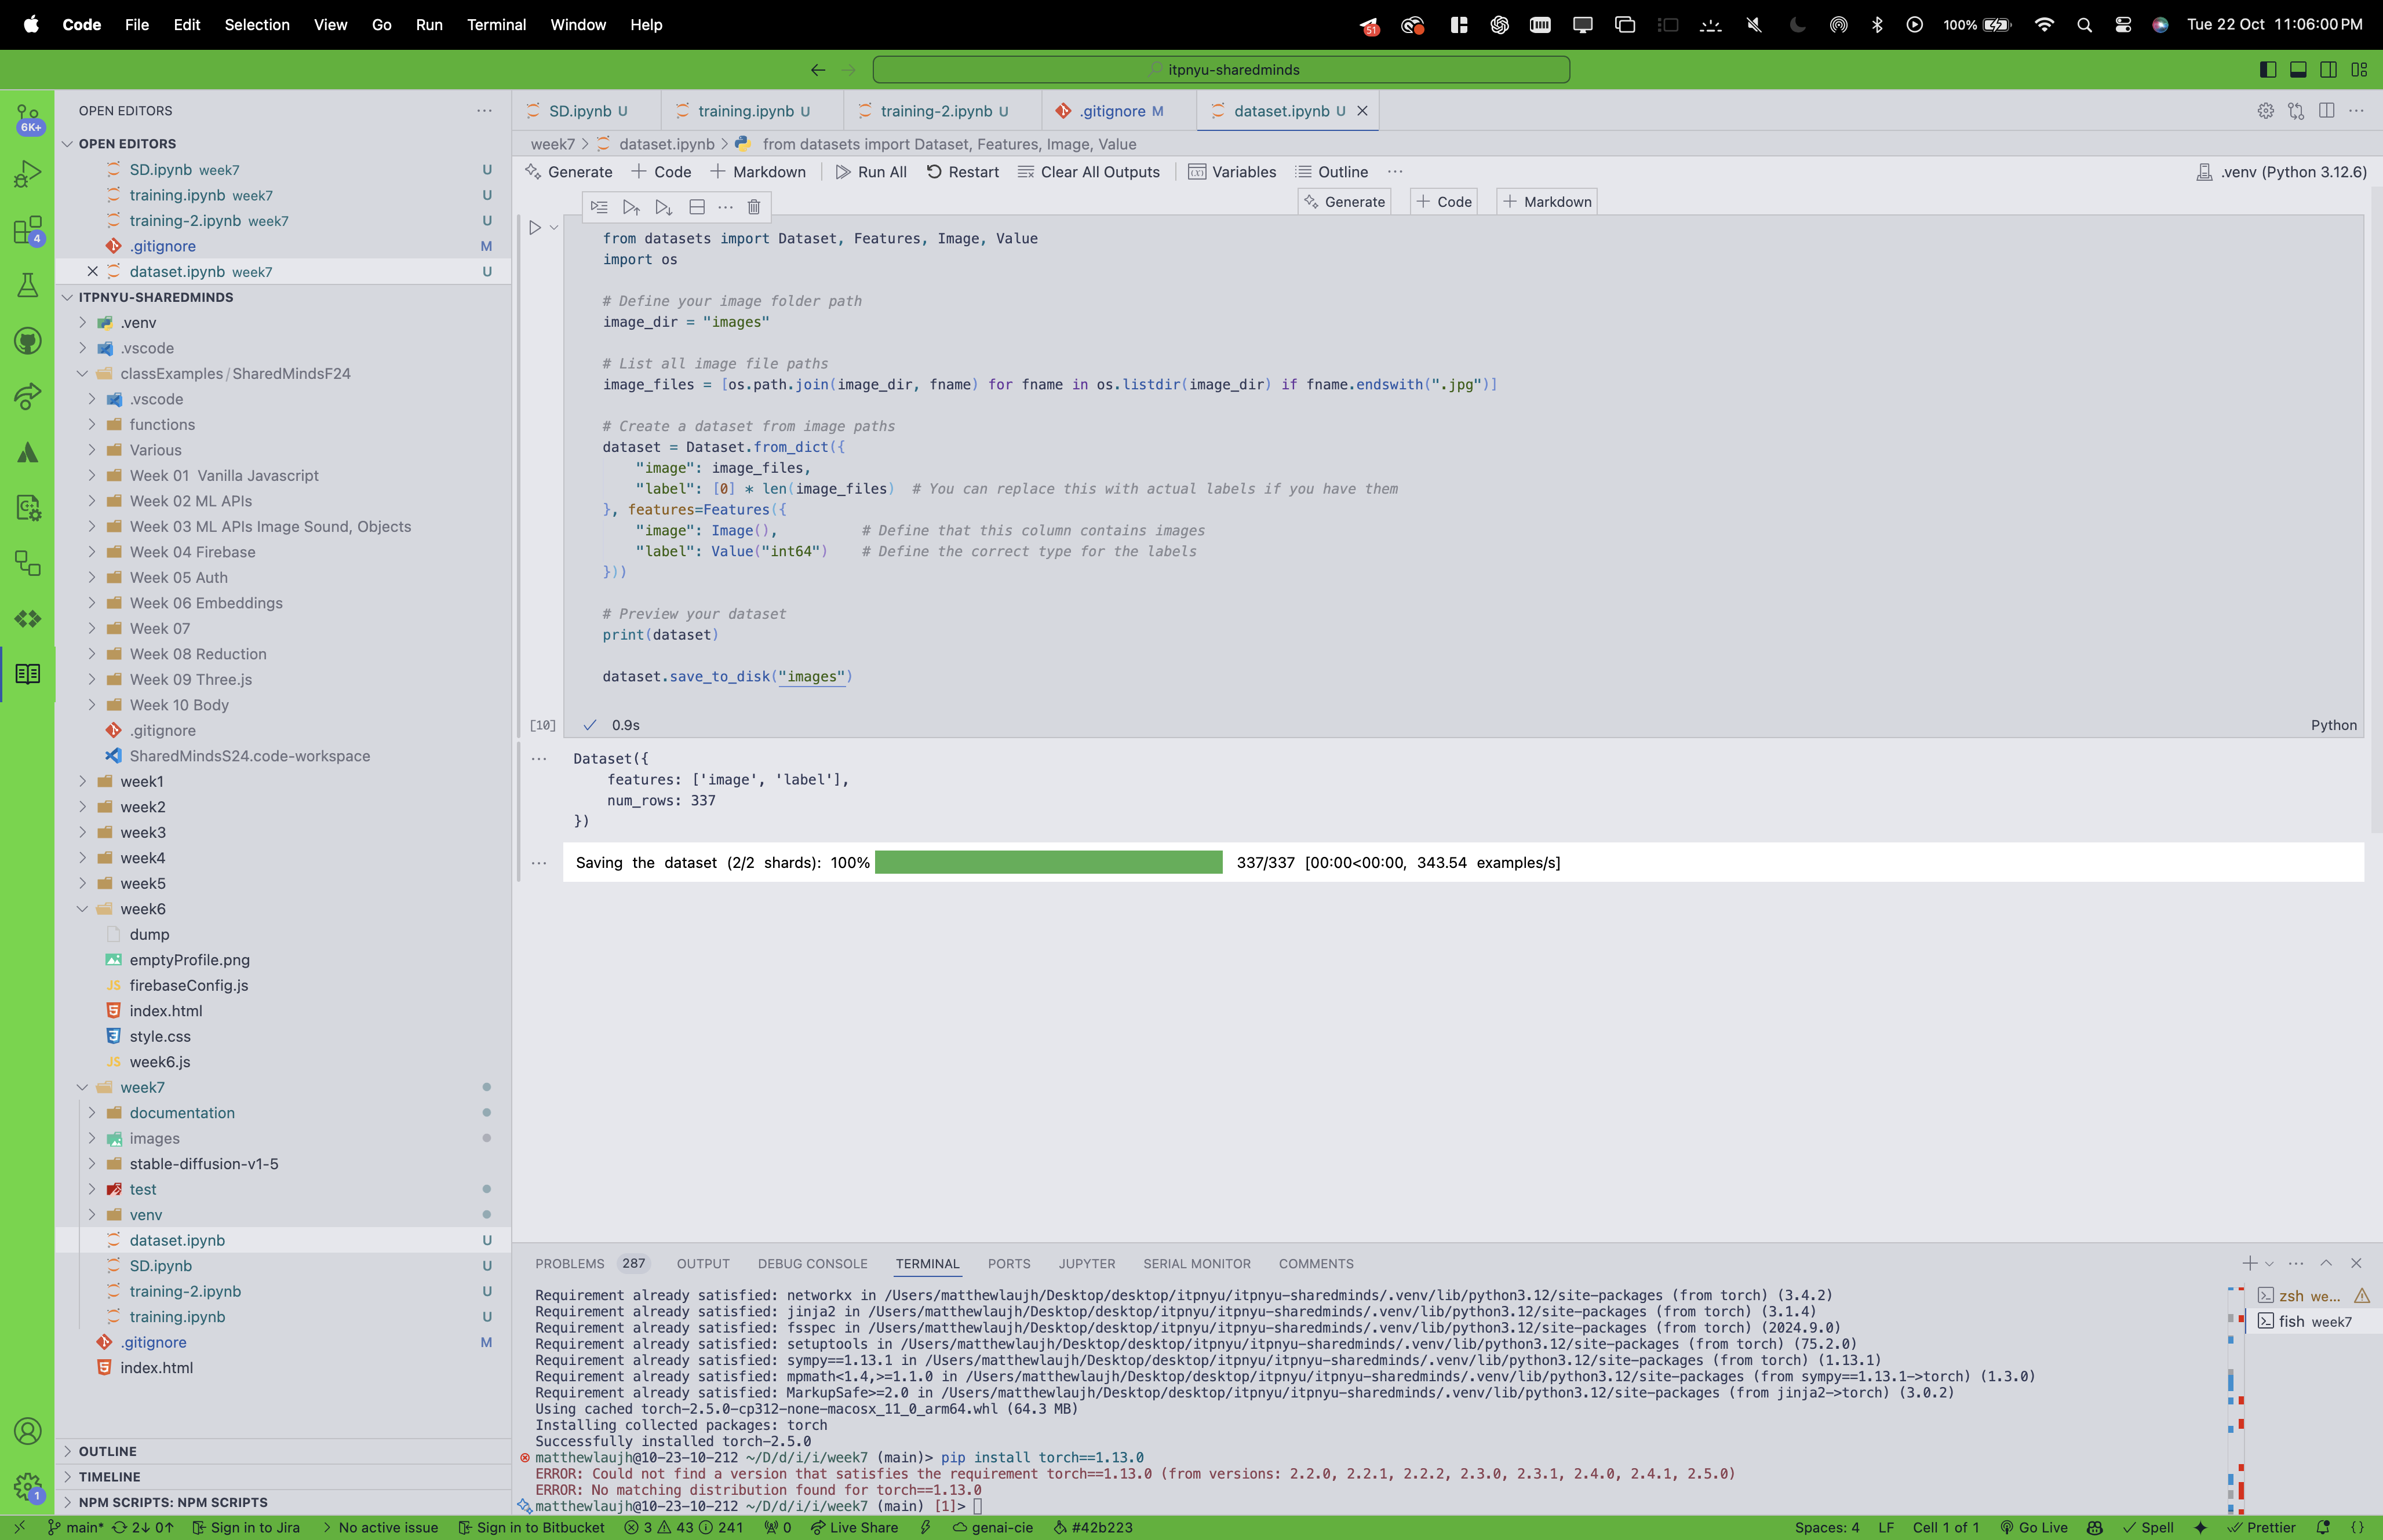 Code File Edit Selection View Go Run Terminal Window Help
51
100%
Tue 22 Oct 11:06:00 PM
itpnyu-sharedminds
6K+
4
1
OPEN EDITORS
OPEN EDITORS
SD.ipynb week7 U
training.ipynb week7 U
training-2.ipynb week7 U
.gitignore M
dataset.ipynb week7 U
ITPNYU-SHAREDMINDS
.venv
.vscode
classExamples/SharedMindsF24
.vscode
functions
Various
Week 01  Vanilla Javascript
Week 02 ML APIs
Week 03 ML APIs Image Sound, Objects
Week 04 Firebase
Week 05 Auth
Week 06 Embeddings
Week 07
Week 08 Reduction
Week 09 Three.js
Week 10 Body
.gitignore
SharedMindsS24.code-workspace
week1
week2
week3
week4
week5
week6
dump
emptyProfile.png
JS firebaseConfig.js
index.html
style.css
JS week6.js
week7
documentation
images
stable-diffusion-v1-5
test
venv
dataset.ipynb U
SD.ipynb U
training-2.ipynb U
training.ipynb U
.gitignore M
index.html
OUTLINE
TIMELINE
NPM SCRIPTS: NPM SCRIPTS
SD.ipynb U training.ipynb U training-2.ipynb U .gitignore M dataset.ipynb U
week7 > dataset.ipynb > from datasets import Dataset, Features, Image, Value
Generate + Code + Markdown Run All Restart Clear All Outputs Variables Outline ... .venv (Python 3.12.6)
Generate + Code + Markdown
from datasets import Dataset, Features, Image, Value
import os
# Define your image folder path
image_dir = "images"
# List all image file paths
image_files = [os.path.join(image_dir, fname) for fname in os.listdir(image_dir) if fname.endswith(".jpg")]
# Create a dataset from image paths
dataset = Dataset.from_dict({
"image": image_files,
"label": [0] * len(image_files)  # You can replace this with actual labels if you have them
}, features=Features({
"image": Image(),          # Define that this column contains images
"label": Value("int64")    # Define the correct type for the labels
}))
# Preview your dataset
print(dataset)
dataset.save_to_disk("images")
[10] 0.9s Python
Dataset({
features: ['image', 'label'],
num_rows: 337
})
Saving the dataset (2/2 shards): 100% 337/337 [00:00<00:00, 343.54 examples/s]
PROBLEMS 287 OUTPUT DEBUG CONSOLE TERMINAL PORTS JUPYTER SERIAL MONITOR COMMENTS
Requirement already satisfied: networkx in /Users/matthewlaujh/Desktop/desktop/itpnyu/itpnyu-sharedminds/.venv/lib/python3.12/site-packages (from torch) (3.4.2)
Requirement already satisfied: jinja2 in /Users/matthewlaujh/Desktop/desktop/itpnyu/itpnyu-sharedminds/.venv/lib/python3.12/site-packages (from torch) (3.1.4)
Requirement already satisfied: fsspec in /Users/matthewlaujh/Desktop/desktop/itpnyu/itpnyu-sharedminds/.venv/lib/python3.12/site-packages (from torch) (2024.9.0)
Requirement already satisfied: setuptools in /Users/matthewlaujh/Desktop/desktop/itpnyu/itpnyu-sharedminds/.venv/lib/python3.12/site-packages (from torch) (75.2.0)
Requirement already satisfied: sympy==1.13.1 in /Users/matthewlaujh/Desktop/desktop/itpnyu/itpnyu-sharedminds/.venv/lib/python3.12/site-packages (from torch) (1.13.1)
Requirement already satisfied: mpmath<1.4,>=1.1.0 in /Users/matthewlaujh/Desktop/desktop/itpnyu/itpnyu-sharedminds/.venv/lib/python3.12/site-packages (from sympy==1.13.1->torch) (1.3.0)
Requirement already satisfied: MarkupSafe>=2.0 in /Users/matthewlaujh/Desktop/desktop/itpnyu/itpnyu-sharedminds/.venv/lib/python3.12/site-packages (from jinja2->torch) (3.0.2)
Using cached torch-2.5.0-cp312-none-macosx_11_0_arm64.whl (64.3 MB)
Installing collected packages: torch
Successfully installed torch-2.5.0
matthewlaujh@10-23-10-212 ~/D/d/i/i/week7 (main)> pip install torch==1.13.0
ERROR: Could not find a version that satisfies the requirement torch==1.13.0 (from versions: 2.2.0, 2.2.1, 2.2.2, 2.3.0, 2.3.1, 2.4.0, 2.4.1, 2.5.0)
ERROR: No matching distribution found for torch==1.13.0
matthewlaujh@10-23-10-212 ~/D/d/i/i/week7 (main) [1]>
zsh we...
fish week7
main* 2↓ 0↑ Sign in to Jira No active issue Sign in to Bitbucket 3 43 241 0 Live Share genai-cie #42b223 Spaces: 4 LF Cell 1 of 1 Go Live Spell Prettier {}